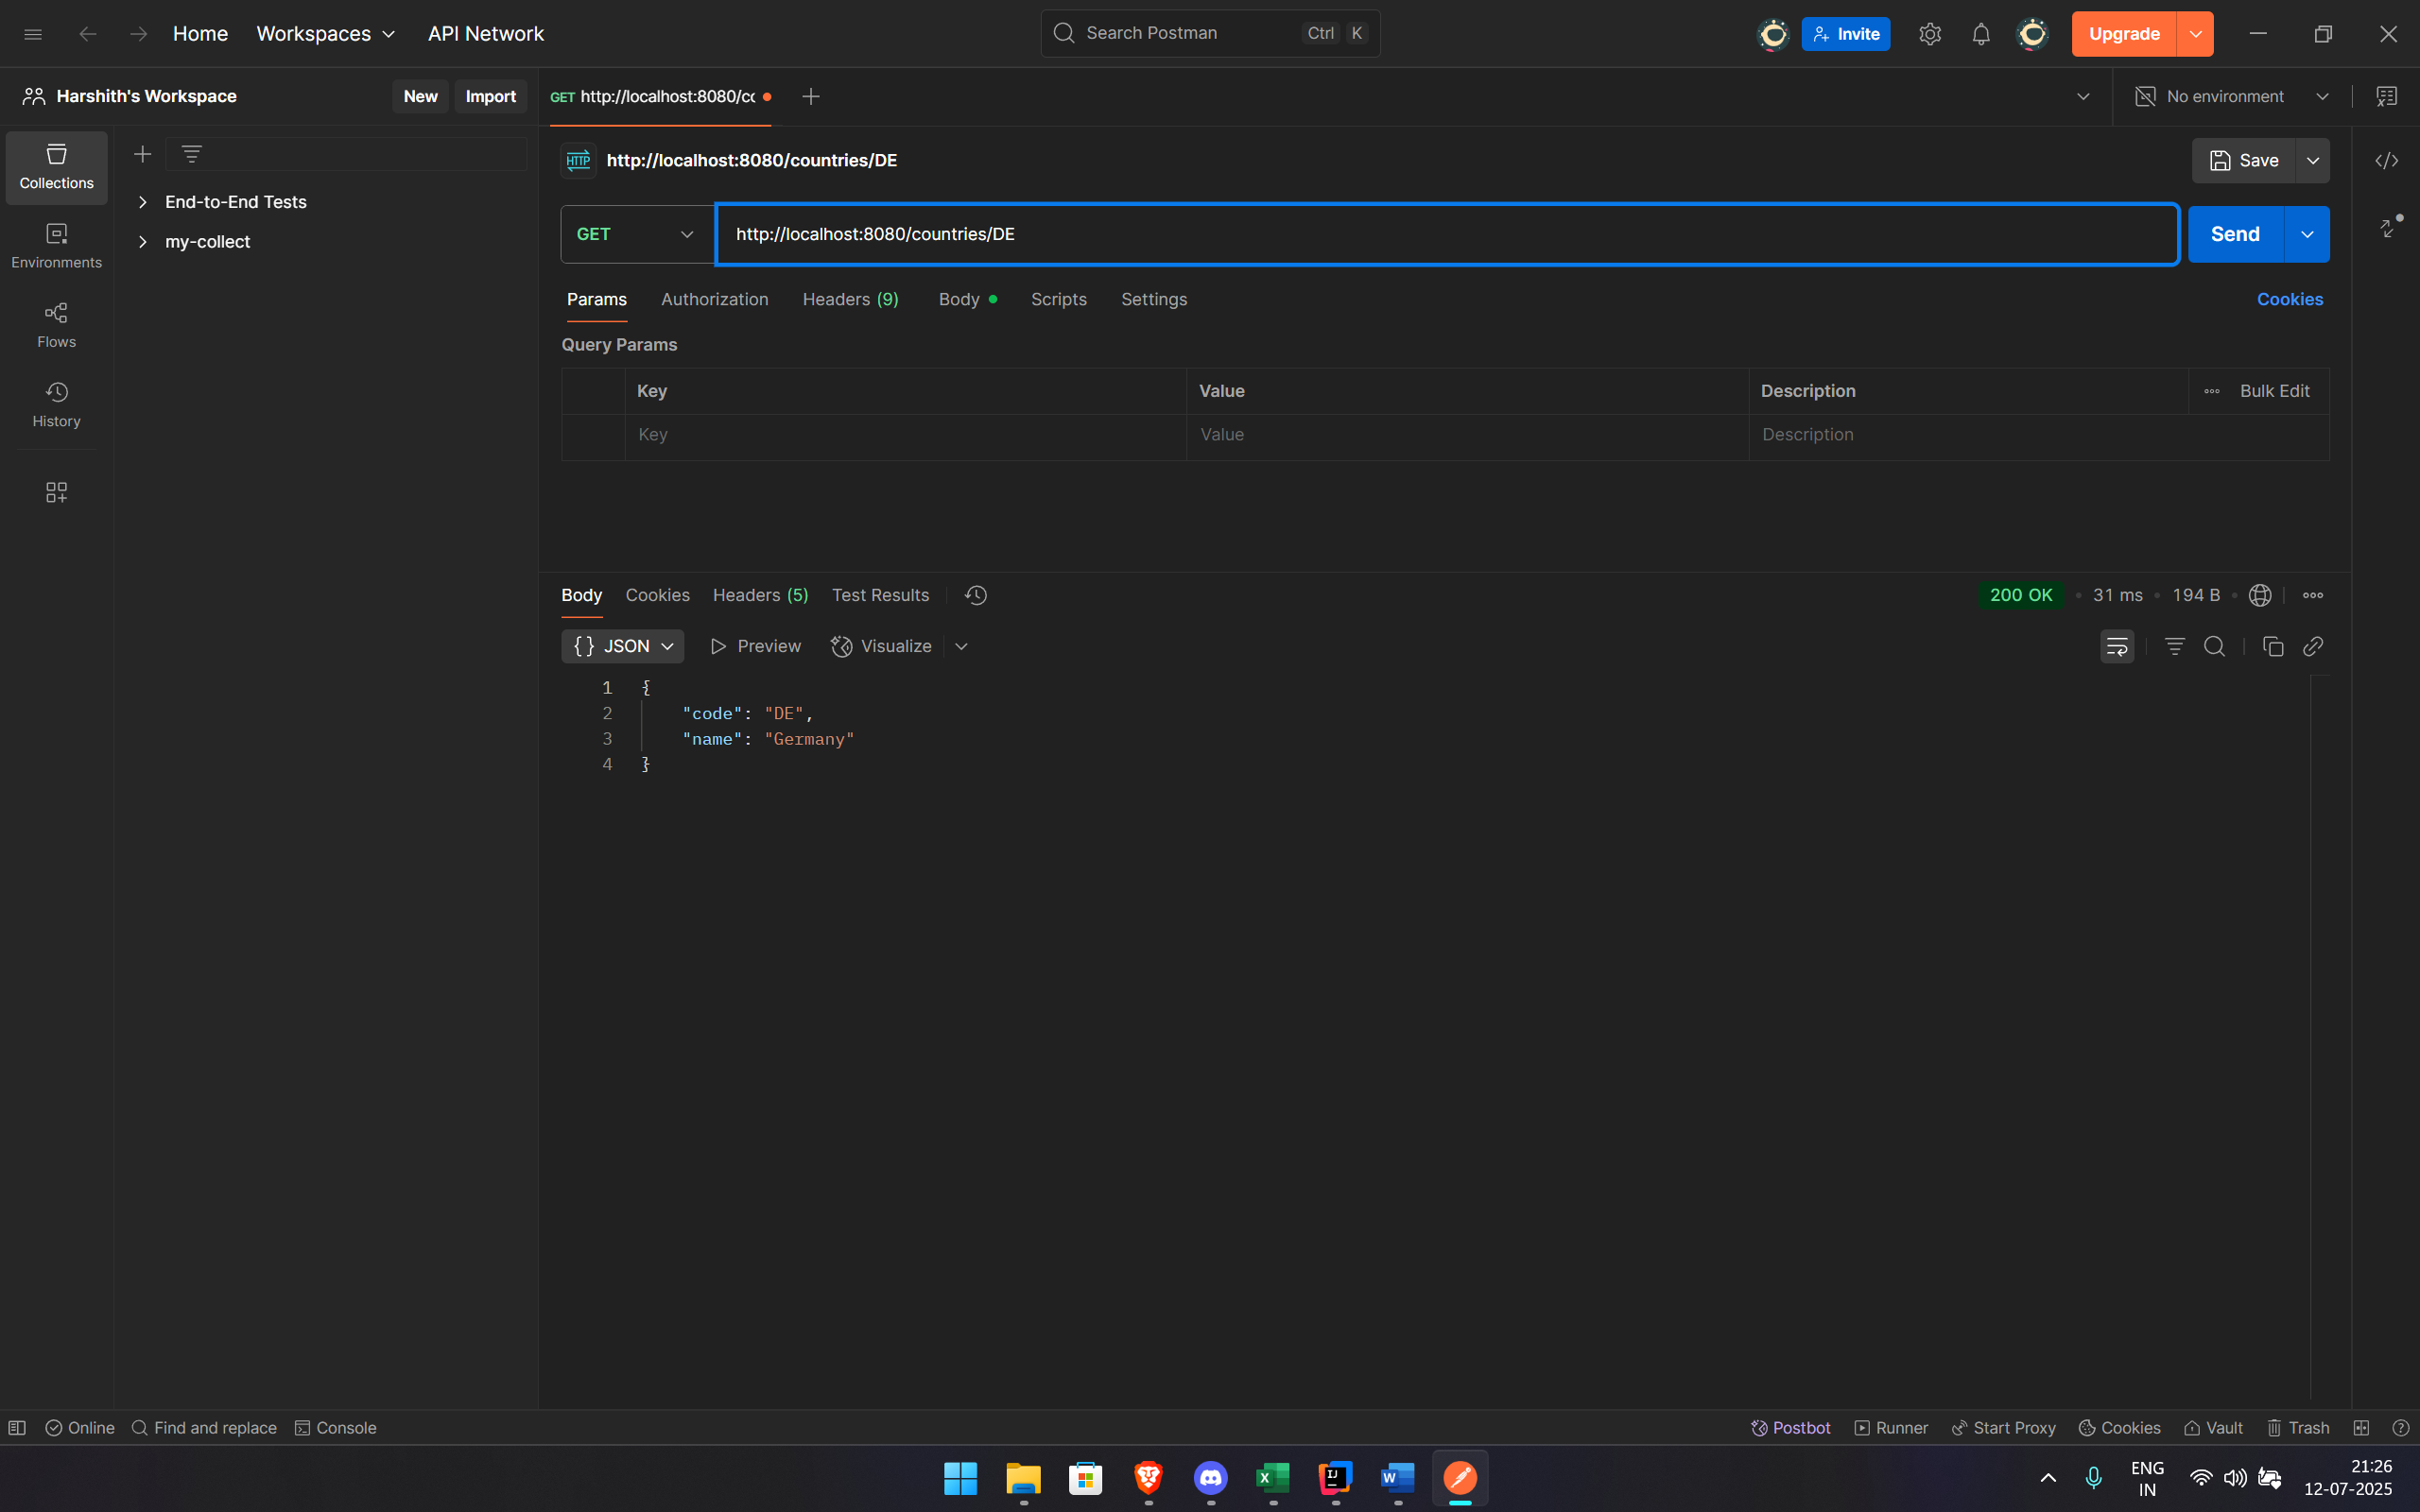 Home
Workspaces
API Network
Search Postman
Ctrl K
Invite
Upgrade
Harshith's Workspace
New
Import
GET http://localhost:8080/cc
No environment
Collections
Environments
Flows
History
End-to-End Tests
my-collect
HTTP http://localhost:8080/countries/DE
Save
GET
http://localhost:8080/countries/DE
Send
Params
Authorization
Headers (9)
Body
Scripts
Settings
Cookies
Query Params
Key
Value
Description
Bulk Edit
Key
Value
Description
Body
Cookies
Headers (5)
Test Results
200 OK
31 ms
194 B
{} JSON
Preview
Visualize
1 {
2 "code": "DE",
3 "name": "Germany"
4 }
Online
Find and replace
Console
Postbot
Runner
Start Proxy
Cookies
Vault
Trash
ENG
IN
21:26
12-07-2025